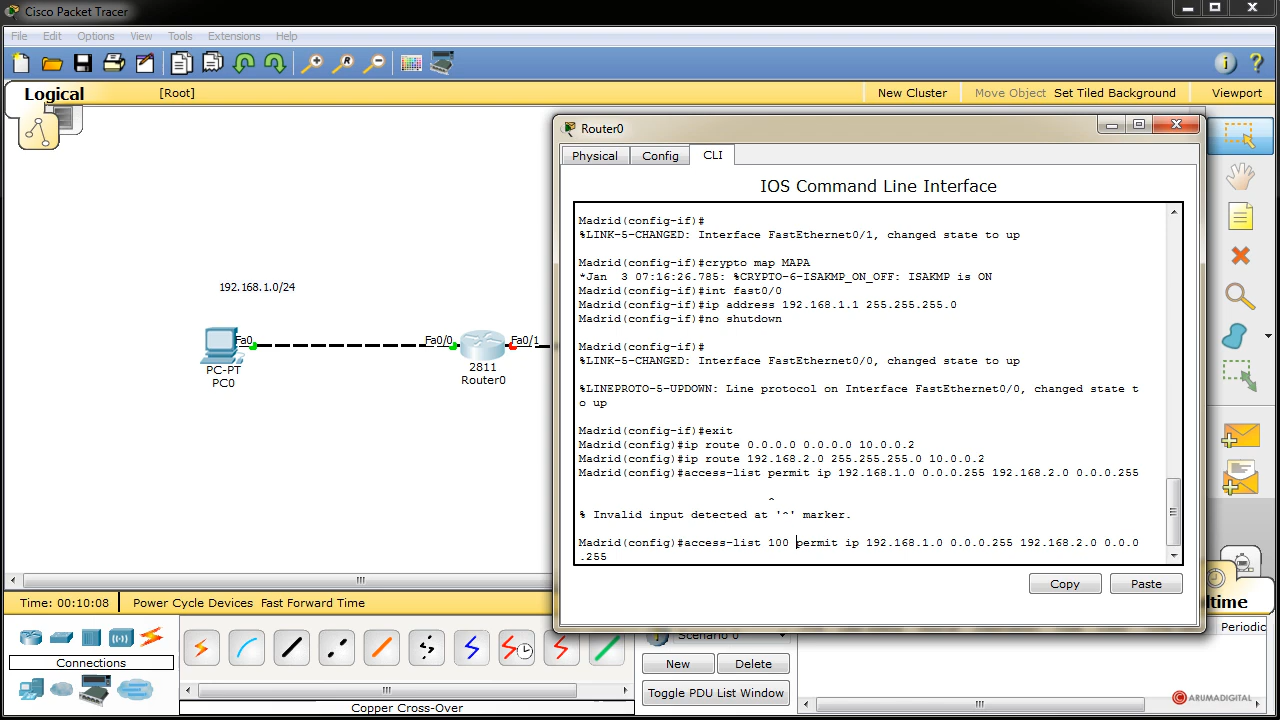 Cisco Packet Tracer
File Edit Options View Tools Extensions Help
Logical
[Root]
New Cluster
Move Object
Set Tiled Background
Viewport
192.168.1.0/24
Fa0
PC-PT
PC0
Fa0/0
Fa0/1
2811
Router0
Router0
Physical
Config
CLI
IOS Command Line Interface
Madrid(config-if)#
%LINK-5-CHANGED: Interface FastEthernet0/1, changed state to up
Madrid(config-if)#crypto map MAPA
*Jan  3 07:16:26.785: %CRYPTO-6-ISAKMP_ON_OFF: ISAKMP is ON
Madrid(config-if)#int fast0/0
Madrid(config-if)#ip address 192.168.1.1 255.255.255.0
Madrid(config-if)#no shutdown
Madrid(config-if)#
%LINK-5-CHANGED: Interface FastEthernet0/0, changed state to up
%LINEPROTO-5-UPDOWN: Line protocol on Interface FastEthernet0/0, changed state t
o up
Madrid(config-if)#exit
Madrid(config)#ip route 0.0.0.0 0.0.0.0 10.0.0.2
Madrid(config)#ip route 192.168.2.0 255.255.255.0 10.0.0.2
Madrid(config)#access-list permit ip 192.168.1.0 0.0.0.255 192.168.2.0 0.0.0.255
^
% Invalid input detected at '^' marker.
Madrid(config)#access-list 100 permit ip 192.168.1.0 0.0.0.255 192.168.2.0 0.0.0
.255
Copy
Paste
Time: 00:10:08
Power Cycle Devices
Fast Forward Time
ltime
Connections
Copper Cross-Over
Scenario 0
New
Delete
Toggle PDU List Window
Periodic
ARUMADIGITAL